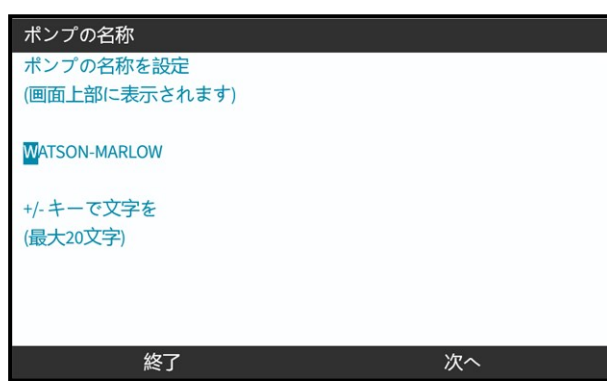 ポンプの名称
ポンプの名称を設定
(画面上部に表示されます)
WATSON-MARLOW
+/- キーで文字を
(最大20文字)
終了 次へ